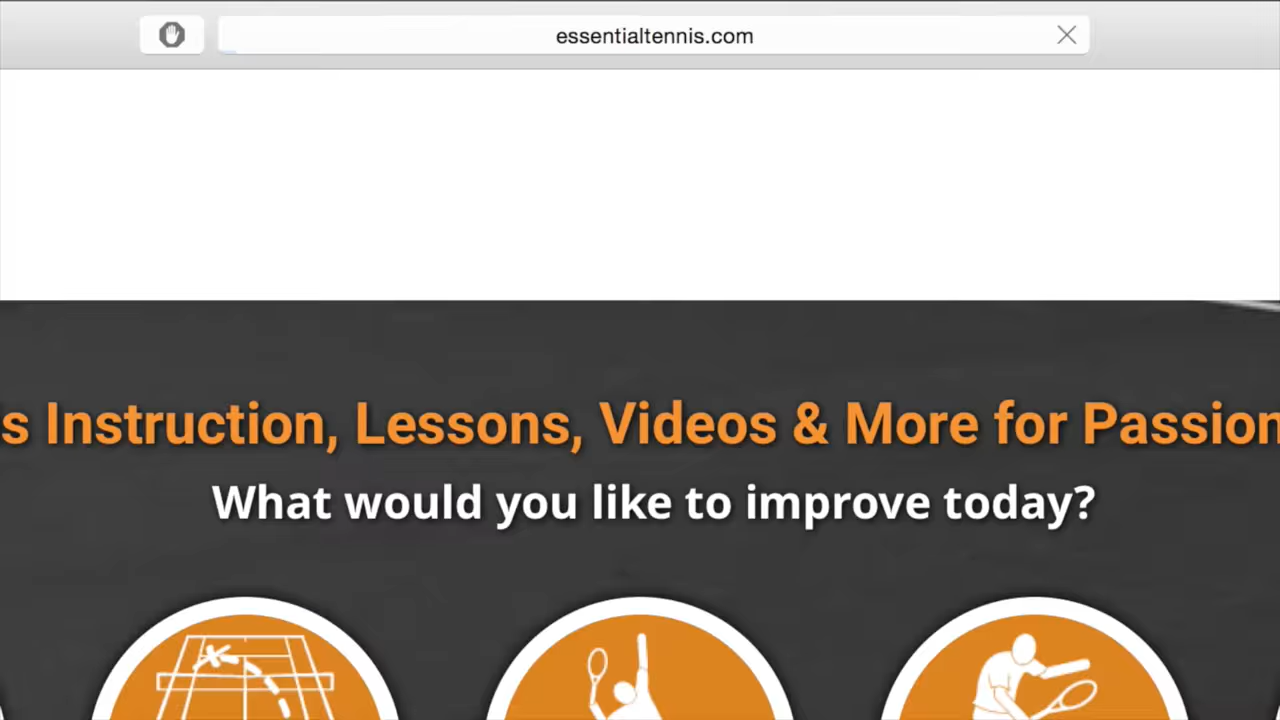 essentialtennis.com
s Instruction, Lessons, Videos & More for Passion
What would you like to improve today?